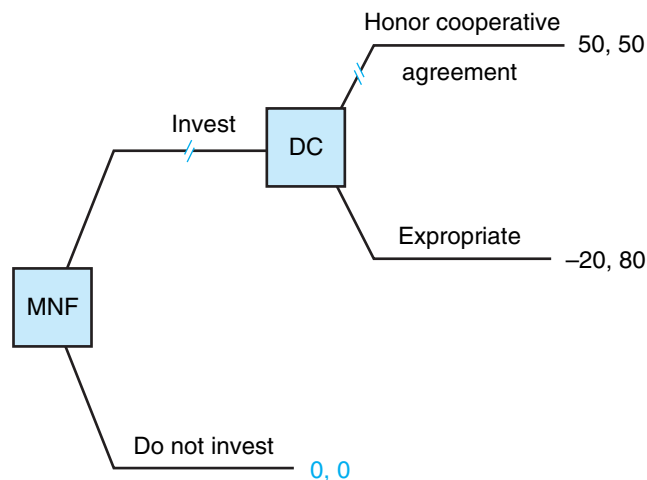 Honor cooperative
50, 50
agreement
Invest
DC
Expropriate
–20, 80
MNF
Do not invest
0, 0